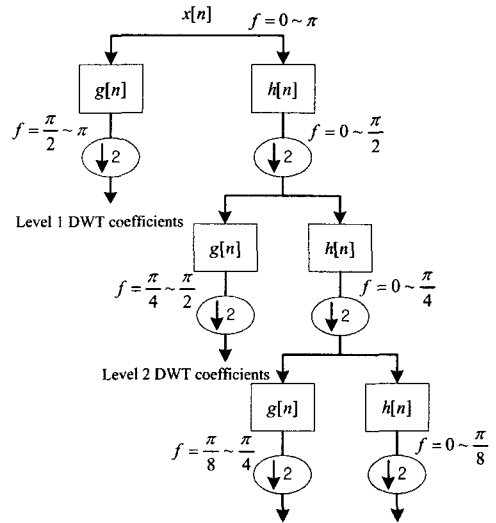 x[n] f = 0 ~ π
g[n] h[n]
f = π/2 ~ π f = 0 ~ π/2
2 2
Level 1 DWT coefficients
g[n] h[n]
f = π/4 ~ π/2 f = 0 ~ π/4
2 2
Level 2 DWT coefficients
g[n] h[n]
f = π/8 ~ π/4 f = 0 ~ π/8
2 2